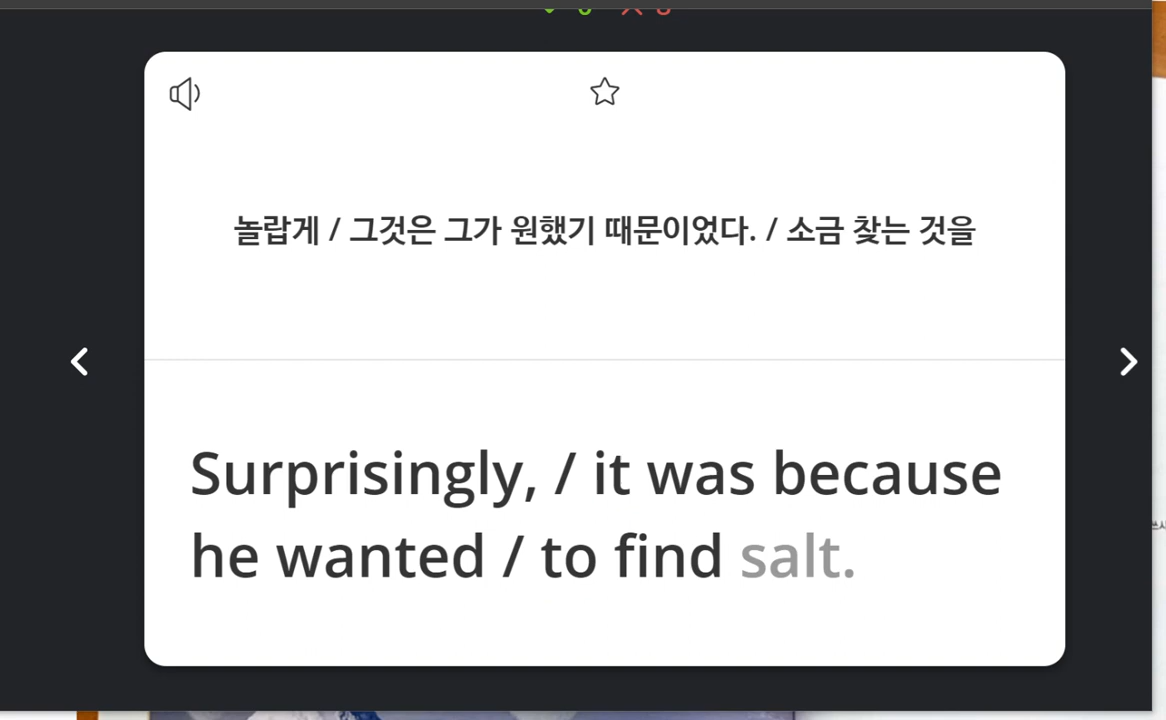 놀랍게 / 그것은 그가 원했기 때문이었다. / 소금 찾는 것을
Surprisingly, / it was because
he wanted / to find salt.